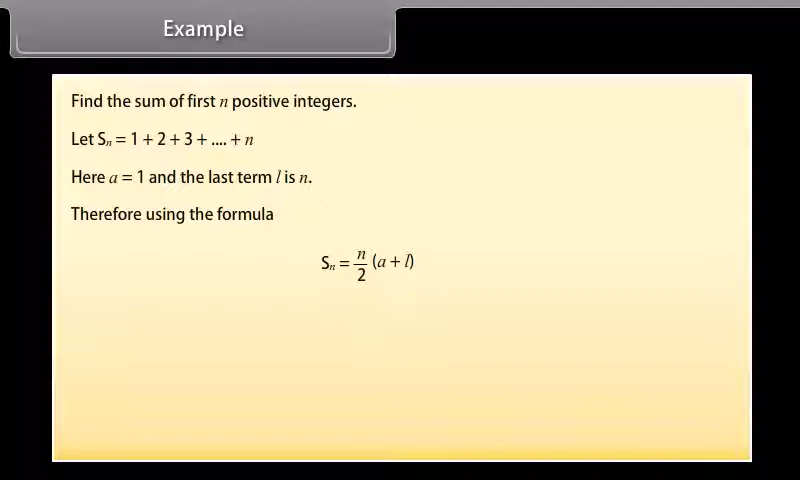 Example
Find the sum of first n positive integers.
Let Sₙ = 1 + 2 + 3 + .... + n
Here a = 1 and the last term l is n.
Therefore using the formula
Sₙ = n/2 (a + l)